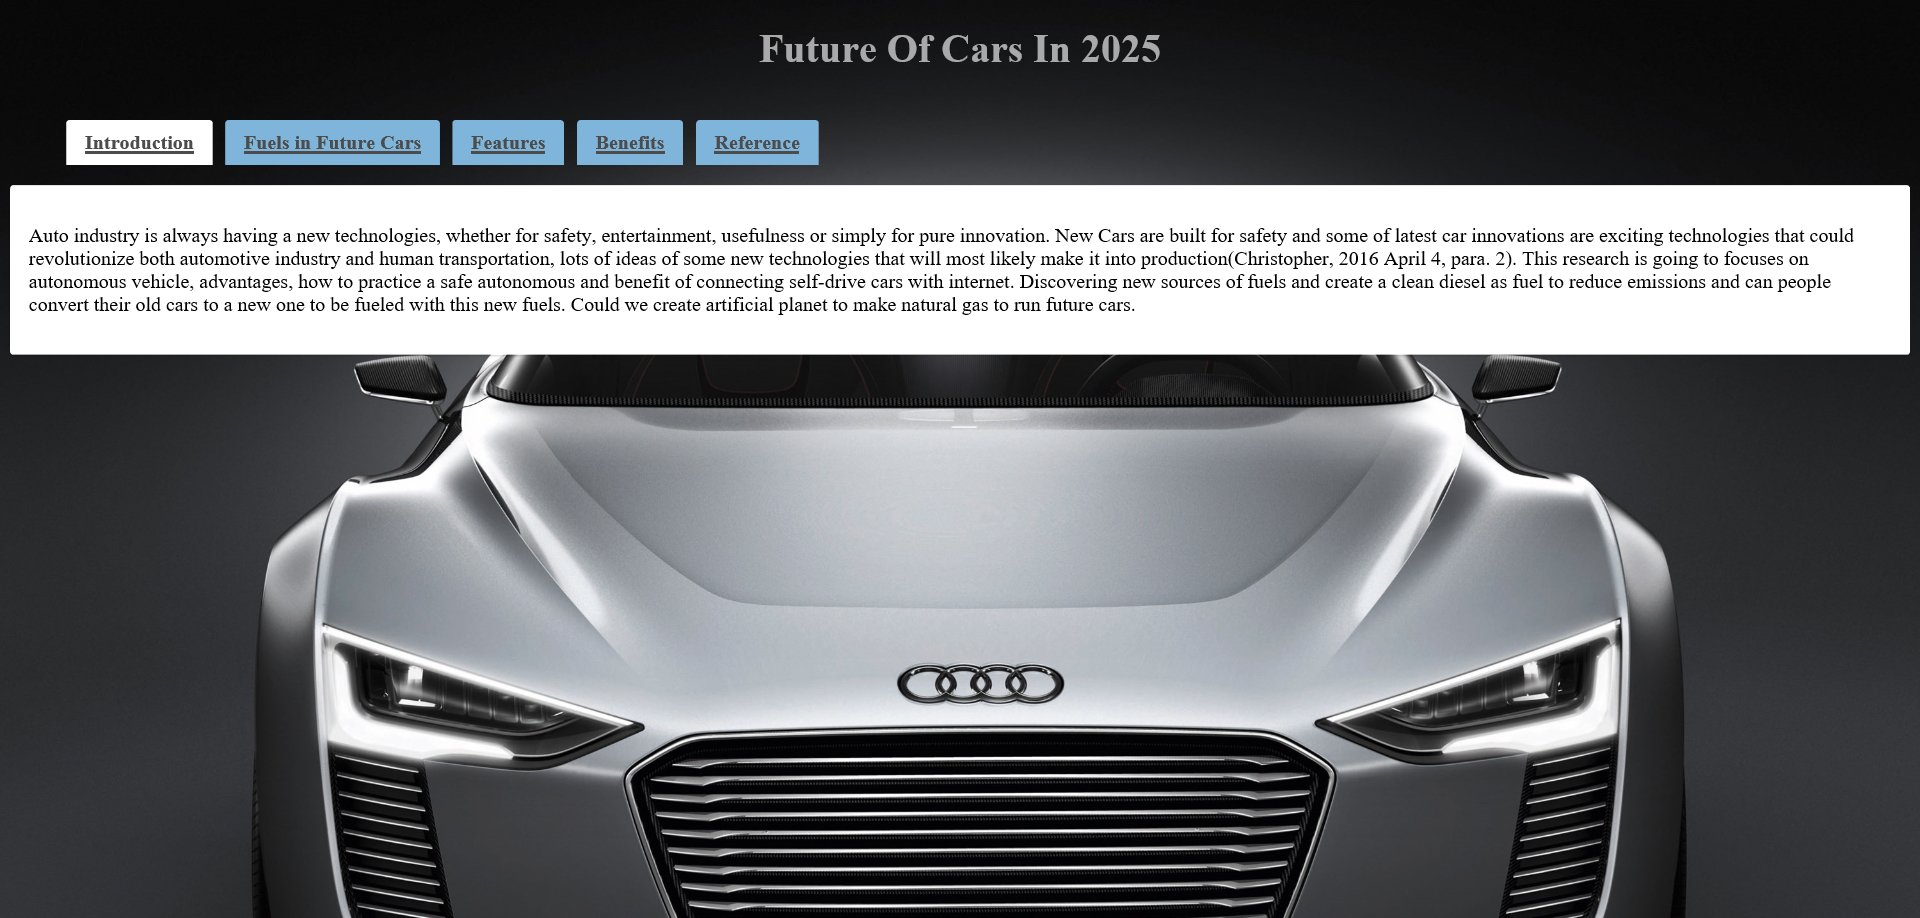 Future Of Cars In 2025
Introduction
Fuels in Future Cars
Features
Benefits
Reference
Auto industry is always having a new technologies, whether for safety, entertainment, usefulness or simply for pure innovation. New Cars are built for safety and some of latest car innovations are exciting technologies that could
revolutionize both automotive industry and human transportation, lots of ideas of some new technologies that will most likely make it into production(Christopher, 2016 April 4, para. 2). This research is going to focuses on
autonomous vehicle, advantages, how to practice a safe autonomous and benefit of connecting self-drive cars with internet. Discovering new sources of fuels and create a clean diesel as fuel to reduce emissions and can people
convert their old cars to a new one to be fueled with this new fuels. Could we create artificial planet to make natural gas to run future cars.